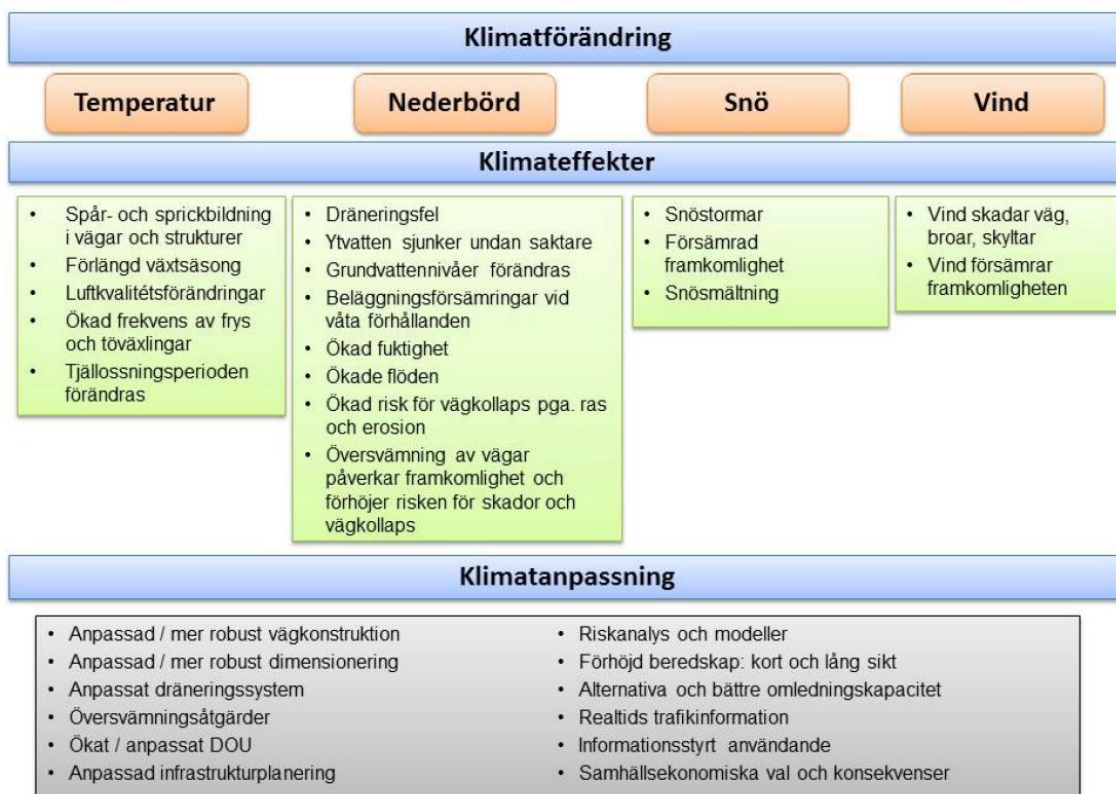 Klimatförändring
Temperatur
Nederbörd
Snö
Vind
Klimateffekter
• Spår- och sprickbildning
i vägar och strukturer
• Förlängd växtsäsong
• Luftkvalitétsförändringar
• Ökad frekvens av frys
och töväxlingar
• Tjällossningsperioden
förändras
• Dräneringsfel
• Ytvatten sjunker undan saktare
• Grundvattennivåer förändras
• Beläggningsförsämringar vid
våta förhållanden
• Ökad fuktighet
• Ökade flöden
• Ökad risk för vägkollaps pga. ras
och erosion
• Översvämning av vägar
påverkar framkomlighet och
förhöjer risken för skador och
vägkollaps
• Snöstormar
• Försämrad
framkomlighet
• Snösmältning
• Vind skadar väg,
broar, skyltar
• Vind försämrar
framkomligheten
Klimatanpassning
• Anpassad / mer robust vägkonstruktion
• Anpassad / mer robust dimensionering
• Anpassat dräneringssystem
• Översvämningsåtgärder
• Ökat / anpassat DOU
• Anpassad infrastrukturplanering
• Riskanalys och modeller
• Förhöjd beredskap: kort och lång sikt
• Alternativa och bättre omledningskapacitet
• Realtids trafikinformation
• Informationsstyrt användande
• Samhällsekonomiska val och konsekvenser